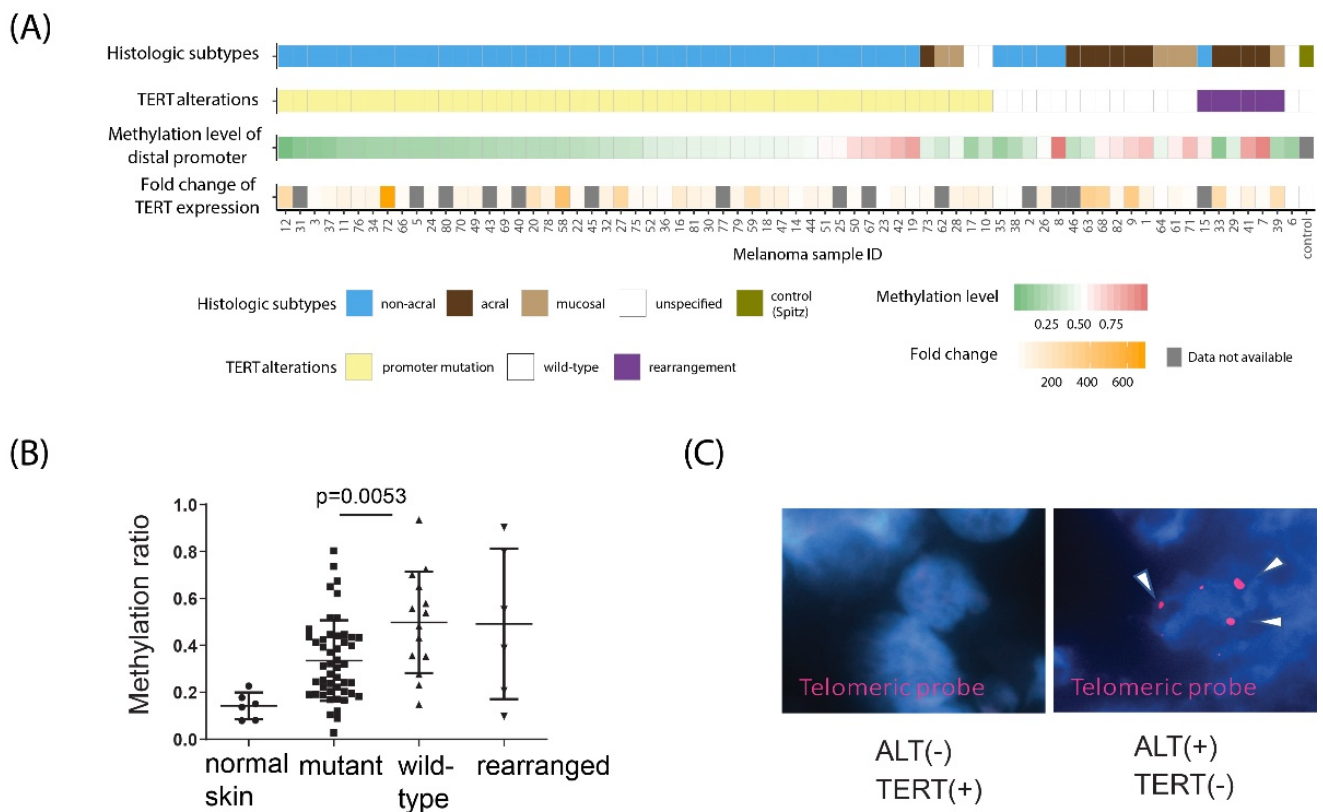 (A)
Histologic subtypes
TERT alterations
Methylation level of
distal promoter
Fold change of
TERT expression
12 31 3 37 11 76 34 72 66 5 24 80 70 49 43 69 40 20 78 58 22 45 32 27 75 52 36 16 81 30 77 79 59 18 47 14 44 51 25 50 67 23 42 19 73 62 28 17 10 35 38 2 26 8 46 63 68 82 9 1 64 61 71 15 33 29 41 7 39 6 control
Melanoma sample ID
Histologic subtypes non-acral acral mucosal unspecified control
(Spitz)
Methylation level
0.25 0.50 0.75
TERT alterations promoter mutation wild-type rearrangement
Fold change
200 400 600
Data not available
(B)
p=0.0053
Methylation ratio
1.0
0.8
0.6
0.4
0.2
0.0
normal
skin
mutant
wild-
type
rearranged
(C)
Telomeric probe
Telomeric probe
ALT(-)
TERT(+)
ALT(+)
TERT(-)